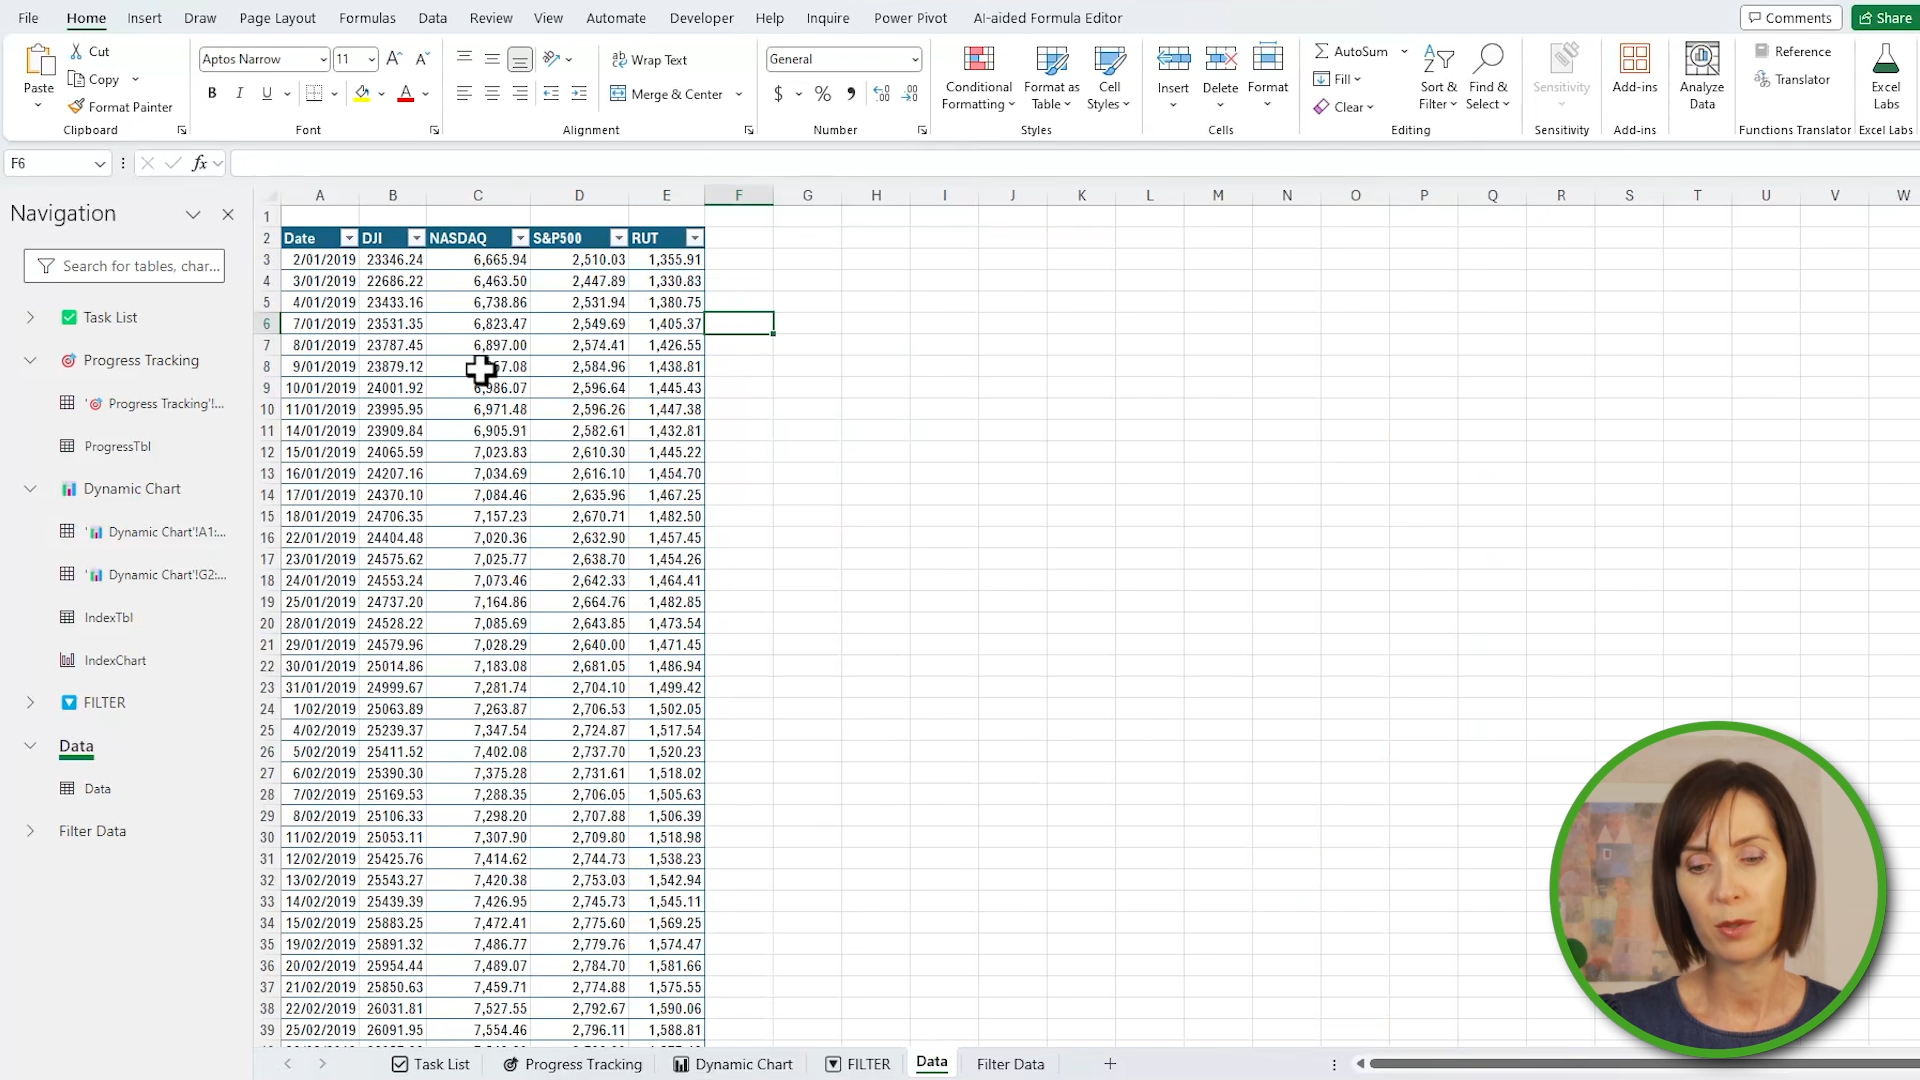 File Home Insert Draw Page Layout Formulas Data Review View Automate Developer Help Inquire Power Pivot AI-aided Formula Editor Comments Share
Paste Cut Copy Format Painter Clipboard
Aptos Narrow 11 A^ A˅ B I U A Font
ab Wrap Text Merge & Center Alignment
General $ % 9 Number
Conditional Formatting Format as Table Cell Styles Styles
Insert Delete Format Cells
AutoSum Fill Clear Sort & Filter Find & Select Editing
Sensitivity Sensitivity
Add-ins Add-ins
Analyze Data
Reference Translator Functions Translator
Excel Labs Excel Labs
F6 fx
Navigation
Search for tables, char...
Task List
Progress Tracking
' Progress Tracking'!...
ProgressTbl
Dynamic Chart
' Dynamic Chart'!A1:...
' Dynamic Chart'!G2:...
IndexTbl
IndexChart
FILTER
Data
Data
Filter Data
A B C D E F G H I J K L M N O P Q R S T U V W
1
2 Date DJI NASDAQ S&P500 RUT
3 2/01/2019 23346.24 6,665.94 2,510.03 1,355.91
4 3/01/2019 22686.22 6,463.50 2,447.89 1,330.83
5 4/01/2019 23433.16 6,738.86 2,531.94 1,380.75
6 7/01/2019 23531.35 6,823.47 2,549.69 1,405.37
7 8/01/2019 23787.45 6,897.00 2,574.41 1,426.55
8 9/01/2019 23879.12 2,584.96 1,438.81
9 10/01/2019 24001.92 6,986.07 2,596.64 1,445.43
10 11/01/2019 23995.95 6,971.48 2,596.26 1,447.38
11 14/01/2019 23909.84 6,905.91 2,582.61 1,432.81
12 15/01/2019 24065.59 7,023.83 2,610.30 1,445.22
13 16/01/2019 24207.16 7,034.69 2,616.10 1,454.70
14 17/01/2019 24370.10 7,084.46 2,635.96 1,467.25
15 18/01/2019 24706.35 7,157.23 2,670.71 1,482.50
16 22/01/2019 24404.48 7,020.36 2,632.90 1,457.45
17 23/01/2019 24575.62 7,025.77 2,638.70 1,454.26
18 24/01/2019 24553.24 7,073.46 2,642.33 1,464.41
19 25/01/2019 24737.20 7,164.86 2,664.76 1,482.85
20 28/01/2019 24528.22 7,085.69 2,643.85 1,473.54
21 29/01/2019 24579.96 7,028.29 2,640.00 1,471.45
22 30/01/2019 25014.86 7,183.08 2,681.05 1,486.94
23 31/01/2019 24999.67 7,281.74 2,704.10 1,499.42
24 1/02/2019 25063.89 7,263.87 2,706.53 1,502.05
25 4/02/2019 25239.37 7,347.54 2,724.87 1,517.54
26 5/02/2019 25411.52 7,402.08 2,737.70 1,520.23
27 6/02/2019 25390.30 7,375.28 2,731.61 1,518.02
28 7/02/2019 25169.53 7,288.35 2,706.05 1,505.63
29 8/02/2019 25106.33 7,298.20 2,707.88 1,506.39
30 11/02/2019 25053.11 7,307.90 2,709.80 1,518.98
31 12/02/2019 25425.76 7,414.62 2,744.73 1,538.23
32 13/02/2019 25543.27 7,420.38 2,753.03 1,542.94
33 14/02/2019 25439.39 7,426.95 2,745.73 1,545.11
34 15/02/2019 25883.25 7,472.41 2,775.60 1,569.25
35 19/02/2019 25891.32 7,486.77 2,779.76 1,574.47
36 20/02/2019 25954.44 7,489.07 2,784.70 1,581.66
37 21/02/2019 25850.63 7,459.71 2,774.88 1,575.55
38 22/02/2019 26031.81 7,527.55 2,792.67 1,590.06
39 25/02/2019 26091.95 7,554.46 2,796.11 1,588.81
Task List Progress Tracking Dynamic Chart FILTER Data Filter Data